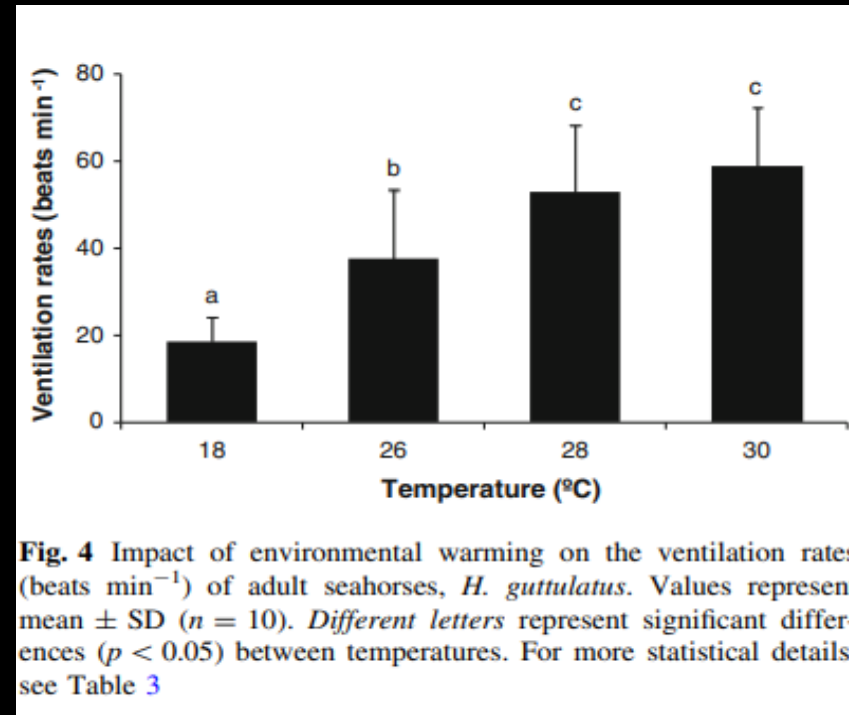 Ventilation rates (beats min⁻¹)
80
60
40
20
0
a
b
c
c
18 26 28 30
Temperature (ºC)
Fig. 4 Impact of environmental warming on the ventilation rates
(beats min⁻¹) of adult seahorses, H. guttulatus. Values represen
mean ± SD (n = 10). Different letters represent significant differ-
ences (p < 0.05) between temperatures. For more statistical details
see Table 3